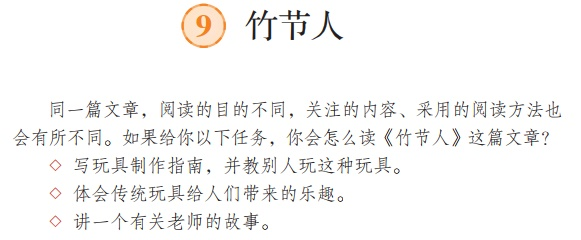 9 竹节人
同一篇文章，阅读的目的不同，关注的内容、采用的阅读方法也
会有所不同。如果给你以下任务，你会怎么读《竹节人》这篇文章？
◇ 写玩具制作指南，并教别人玩这种玩具。
◇ 体会传统玩具给人们带来的乐趣。
◇ 讲一个有关老师的故事。